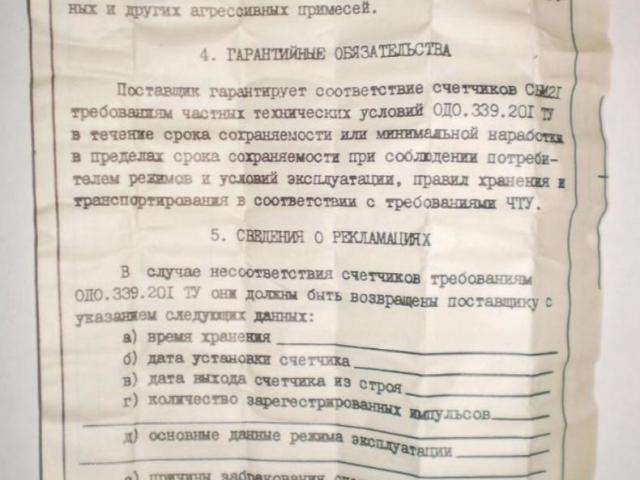 ных и других агрессивных примесей.
4. ГАРАНТИЙНЫЕ ОБЯЗАТЕЛЬСТВА
Поставщик гарантирует соответствие счетчиков СБМ2I
требованиям частных технических условий ОДО.339.20I ТУ
в течение срока сохраняемости или минимальной наработки
в пределах срока сохраняемости при соблюдении потреби-
телем режимов и условий эксплуатации, правил хранения и
транспортирования в соответствии с требованиями ЧТУ.
5. СВЕДЕНИЯ О РЕКЛАМАЦИЯХ
В случае несоответствия счетчиков требованиям
ОДО.339.20I ТУ они должны быть возвращены поставщику с
указанием следующих данных:
а) время хранения
б) дата установки счетчика
в) дата выхода счетчика из строя
г) количество зарегестрированных импульсов
д) основные данные режима эксплуатации
е) причины забракования